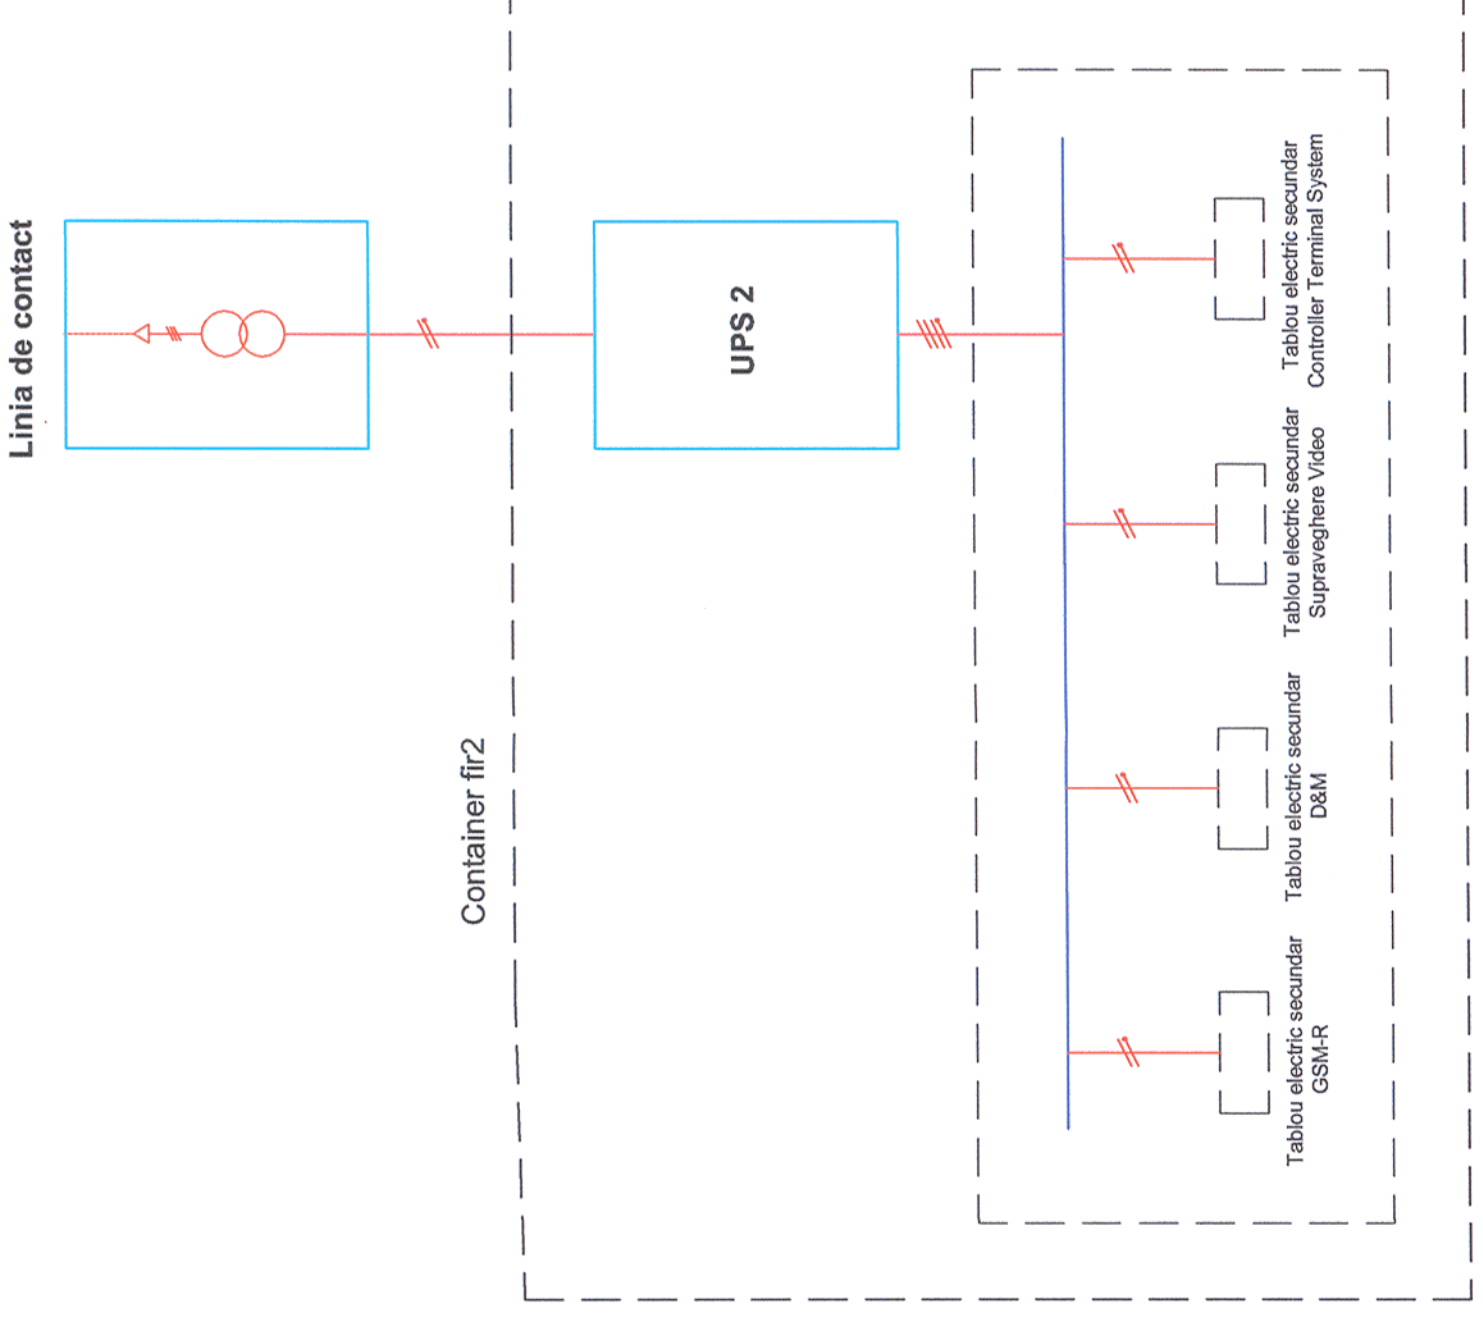 Linia de contact
Container fir2
UPS 2
Tablou electric secundar
GSM-R
Tablou electric secundar
D&M
Tablou electric secundar
Supraveghere Video
Tablou electric secundar
Controller Terminal System